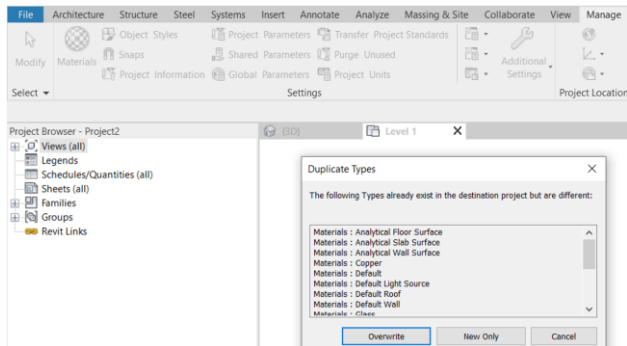 File Architecture Structure Steel Systems Insert Annotate Analyze Massing & Site Collaborate View Manage
Object Styles Project Parameters Transfer Project Standards
Snaps Shared Parameters Purge Unused
Modify Materials Additional
Project Information Global Parameters Project Units Settings
Select Settings Project Location
Project Browser - Project2
(3D) Level 1 X
Views (all)
Legends
Schedules/Quantities (all)
Sheets (all)
Families
Groups
Revit Links
Duplicate Types
The following Types already exist in the destination project but are different:
Materials : Analytical Floor Surface
Materials : Analytical Slab Surface
Materials : Analytical Wall Surface
Materials : Copper
Materials : Default
Materials : Default Light Source
Materials : Default Roof
Materials : Default Wall
Materials : Glass
Overwrite New Only Cancel